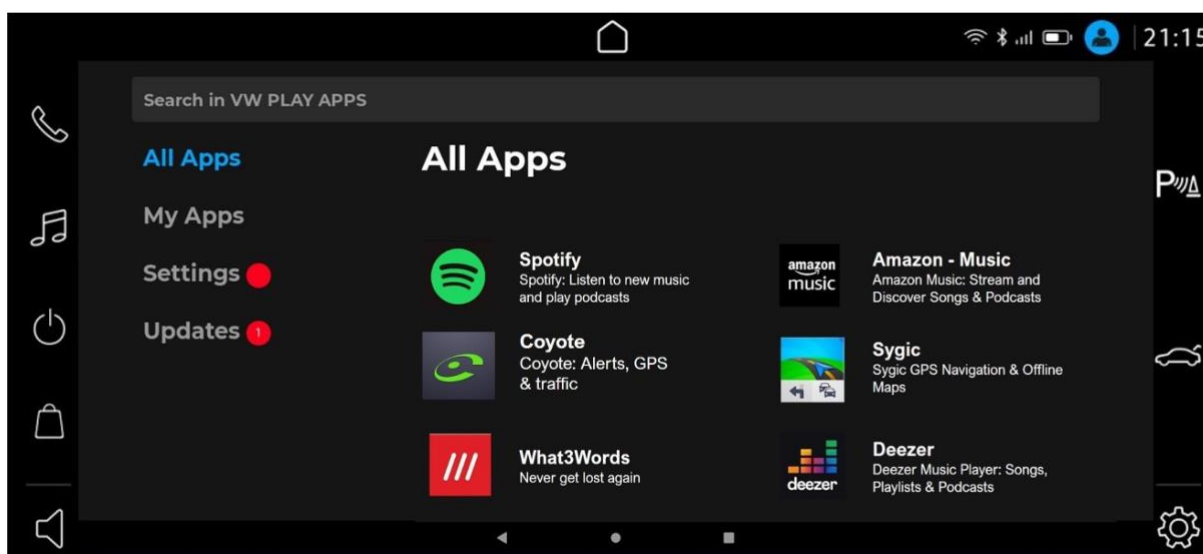 21:15
Search in VW PLAY APPS
All Apps
My Apps
Settings
Updates 1
All Apps
Spotify
Spotify: Listen to new music
and play podcasts
amazon
music
Amazon - Music
Amazon Music: Stream and
Discover Songs & Podcasts
Coyote
Coyote: Alerts, GPS
& traffic
Sygic
Sygic GPS Navigation & Offline
Maps
What3Words
Never get lost again
deezer
Deezer
Deezer Music Player: Songs,
Playlists & Podcasts
P